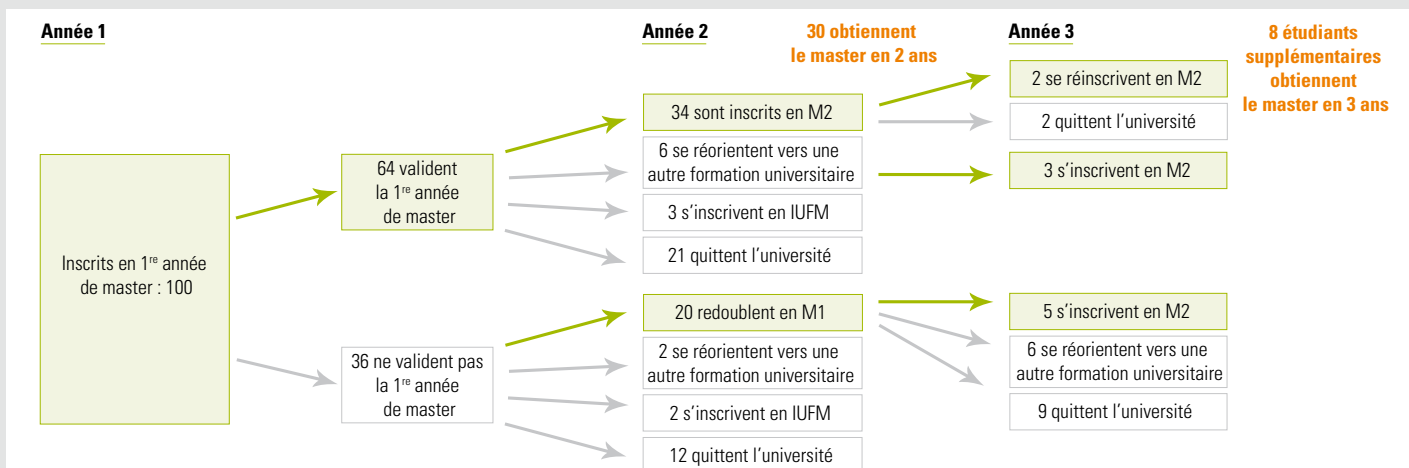 Année 1
Inscrits en 1re année
de master : 100
64 valident
la 1re année
de master
36 ne valident pas
la 1re année
de master
Année 2
30 obtiennent
le master en 2 ans
34 sont inscrits en M2
6 se réorientent vers une
autre formation universitaire
3 s’inscrivent en IUFM
21 quittent l’université
20 redoublent en M1
2 se réorientent vers une
autre formation universitaire
2 s’inscrivent en IUFM
12 quittent l’université
Année 3
8 étudiants
supplémentaires
obtiennent
le master en 3 ans
2 se réinscrivent en M2
2 quittent l’université
3 s’inscrivent en M2
5 s’inscrivent en M2
6 se réorientent vers une
autre formation universitaire
9 quittent l’université